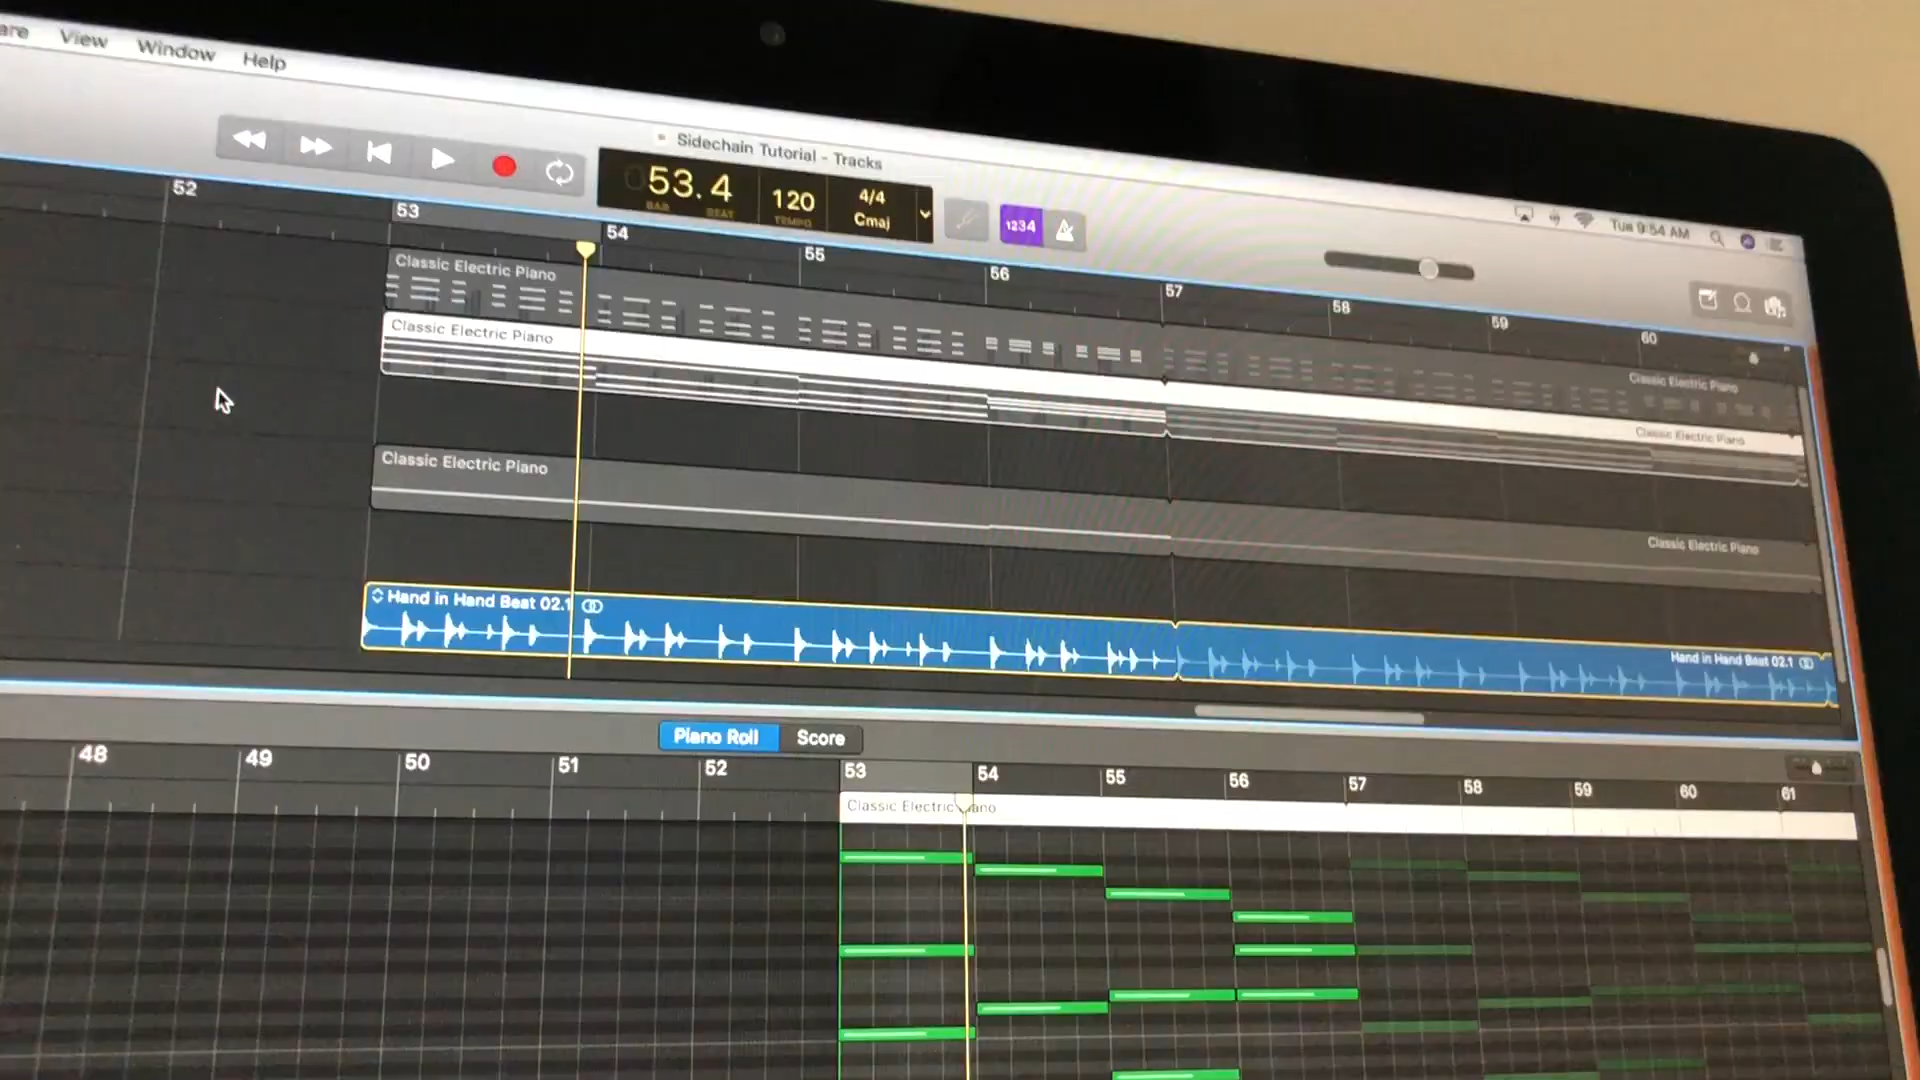 View Window Help
Sidechain Tutorial - Tracks
53.4
BAR BEAT
120
TEMPO
4/4
Cmaj
1234
Tue 9:54 AM
52 53 54 55 56 57 58 59 60
Classic Electric Piano
Classic Electric Piano
Classic Electric Piano
Classic Electric Piano
Classic Electric Piano
Classic Electric Piano
Hand in Hand Beat 02.1
Hand in Hand Beat 02.1
Piano Roll Score
48 49 50 51 52 53 54 55 56 57 58 59 60 61
Classic Electric